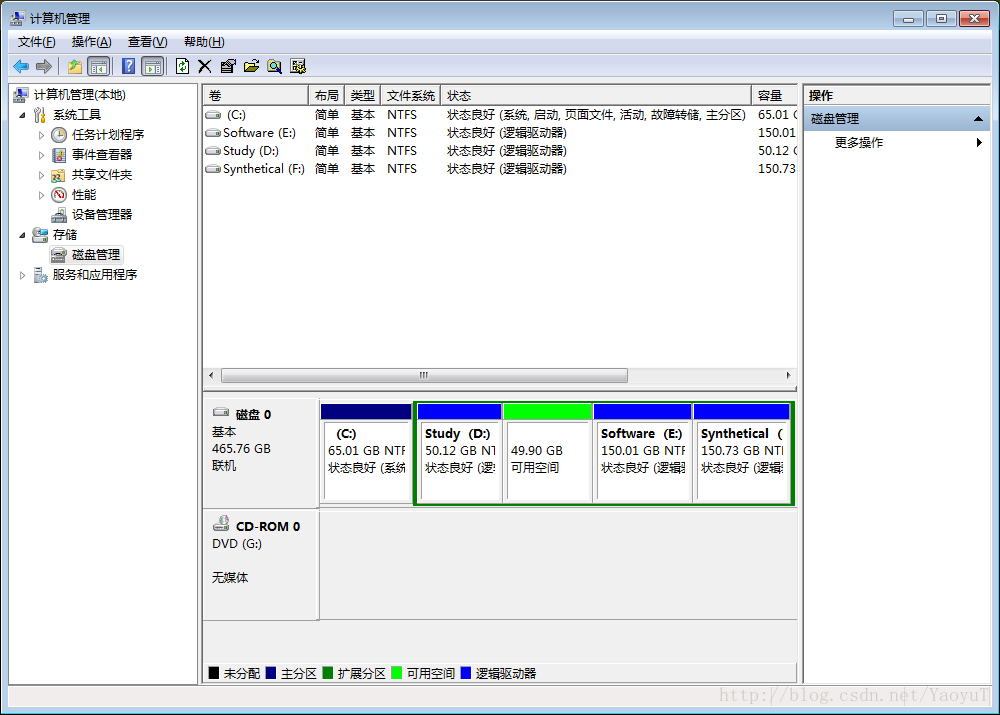 计算机管理
文件(F) 操作(A) 查看(V) 帮助(H)
计算机管理(本地)
系统工具
任务计划程序
事件查看器
共享文件夹
性能
设备管理器
存储
磁盘管理
服务和应用程序
卷 布局 类型 文件系统 状态 容量
(C:) 简单 基本 NTFS 状态良好 (系统, 启动, 页面文件, 活动, 故障转储, 主分区) 65.01 G
Software (E:) 简单 基本 NTFS 状态良好 (逻辑驱动器) 150.01
Study (D:) 简单 基本 NTFS 状态良好 (逻辑驱动器) 50.12 G
Synthetical (F:) 简单 基本 NTFS 状态良好 (逻辑驱动器) 150.73
操作
磁盘管理
更多操作
磁盘 0
基本
465.76 GB
联机
(C:)
65.01 GB NTF
状态良好 (系统
Study (D:)
50.12 GB NT
状态良好 (逻
49.90 GB
可用空间
Software (E:)
150.01 GB NTF
状态良好 (逻辑
Synthetical (
150.73 GB NTI
状态良好 (逻辑
CD-ROM 0
DVD (G:)
无媒体
未分配 主分区 扩展分区 可用空间 逻辑驱动器
http://blog.csdn.net/YaoyuT